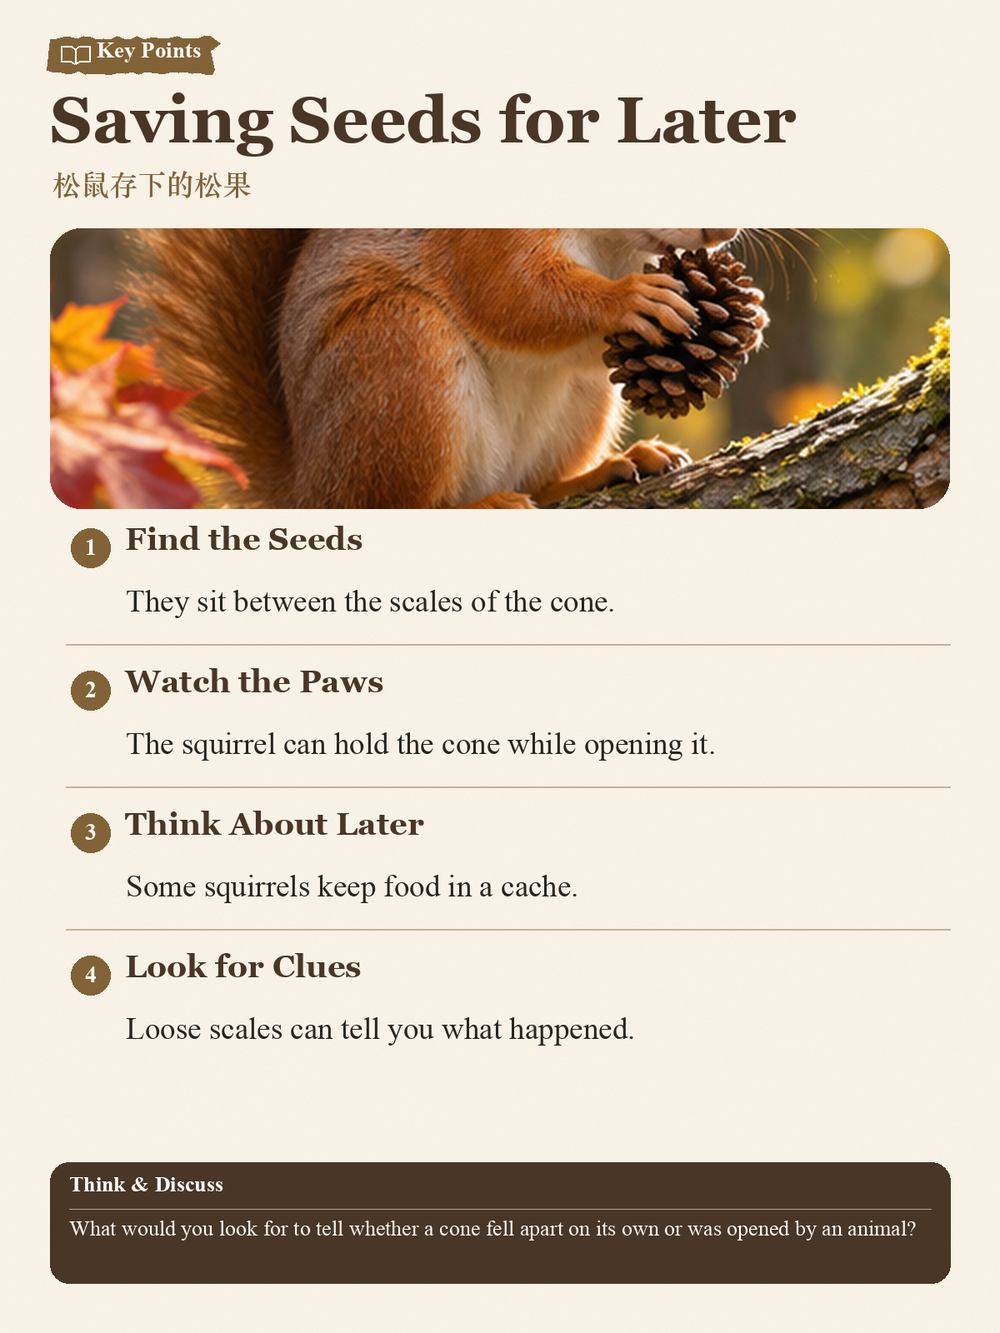 Key Points
Saving Seeds for Later
松鼠存下的松果
1 Find the Seeds
They sit between the scales of the cone.
2 Watch the Paws
The squirrel can hold the cone while opening it.
3 Think About Later
Some squirrels keep food in a cache.
4 Look for Clues
Loose scales can tell you what happened.
Think & Discuss
What would you look for to tell whether a cone fell apart on its own or was opened by an animal?